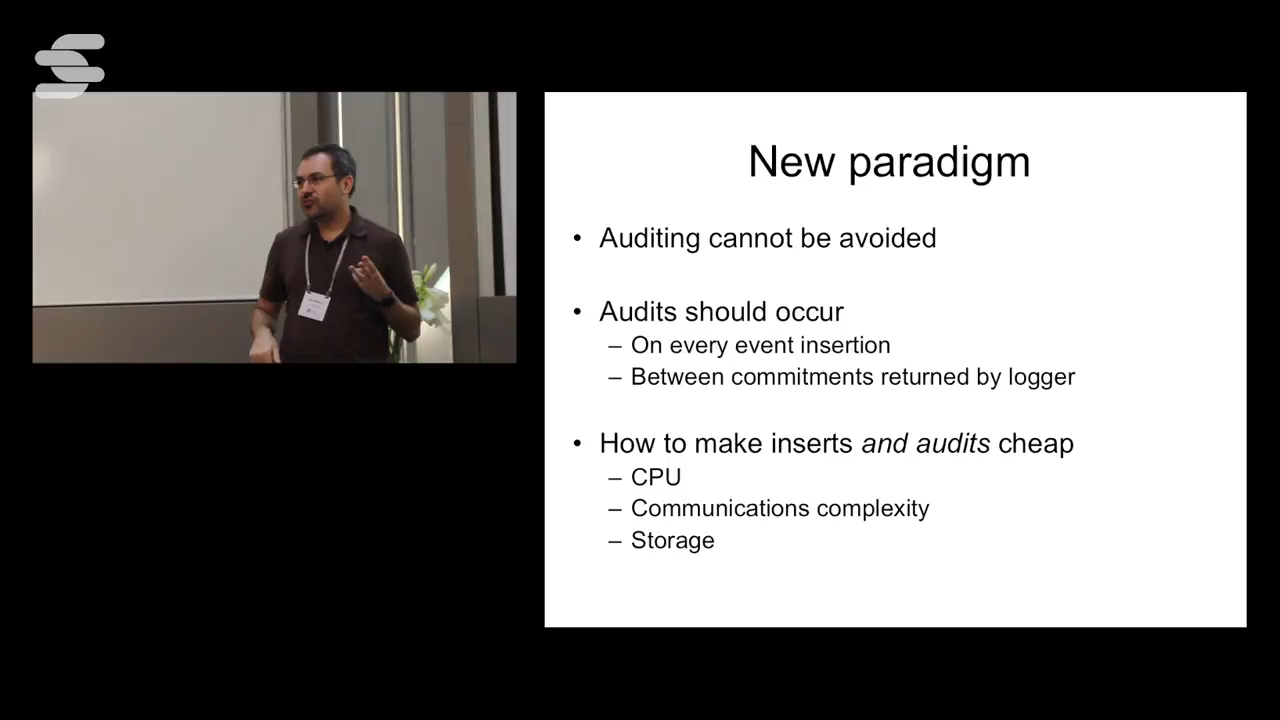 New paradigm
• Auditing cannot be avoided
• Audits should occur
– On every event insertion
– Between commitments returned by logger
• How to make inserts and audits cheap
– CPU
– Communications complexity
– Storage